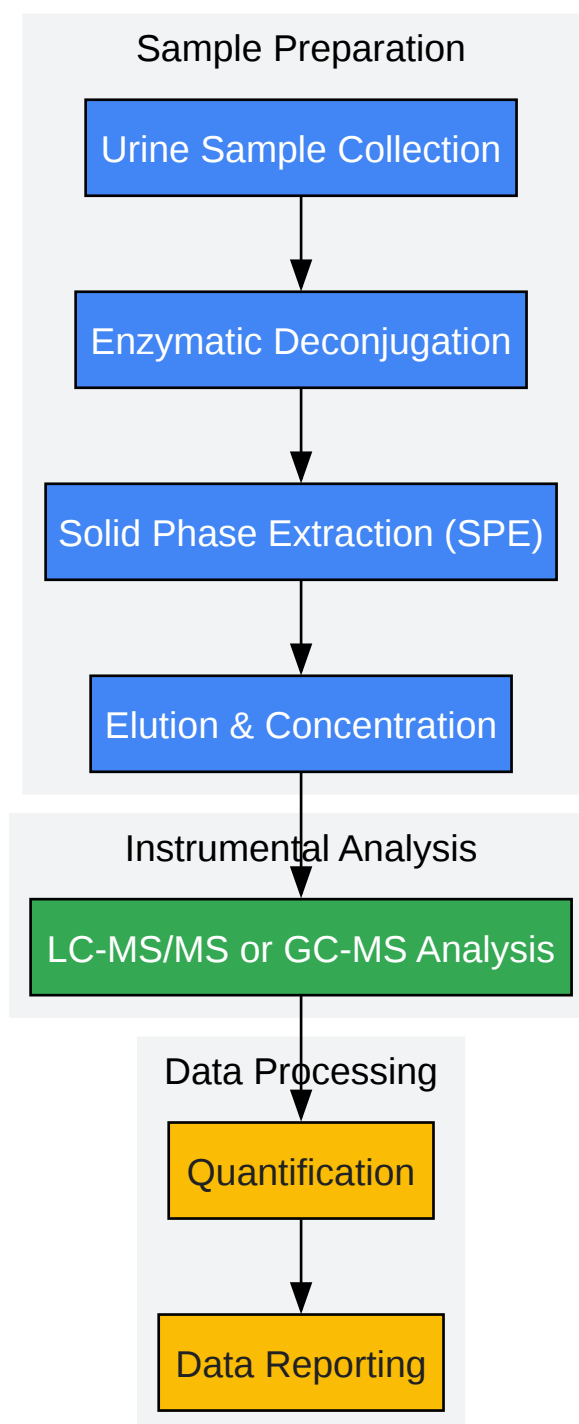 Sample Preparation
Urine Sample Collection
Enzymatic Deconjugation
Solid Phase Extraction (SPE)
Elution & Concentration
Instrumental Analysis
LC-MS/MS or GC-MS Analysis
Data Processing
Quantification
Data Reporting